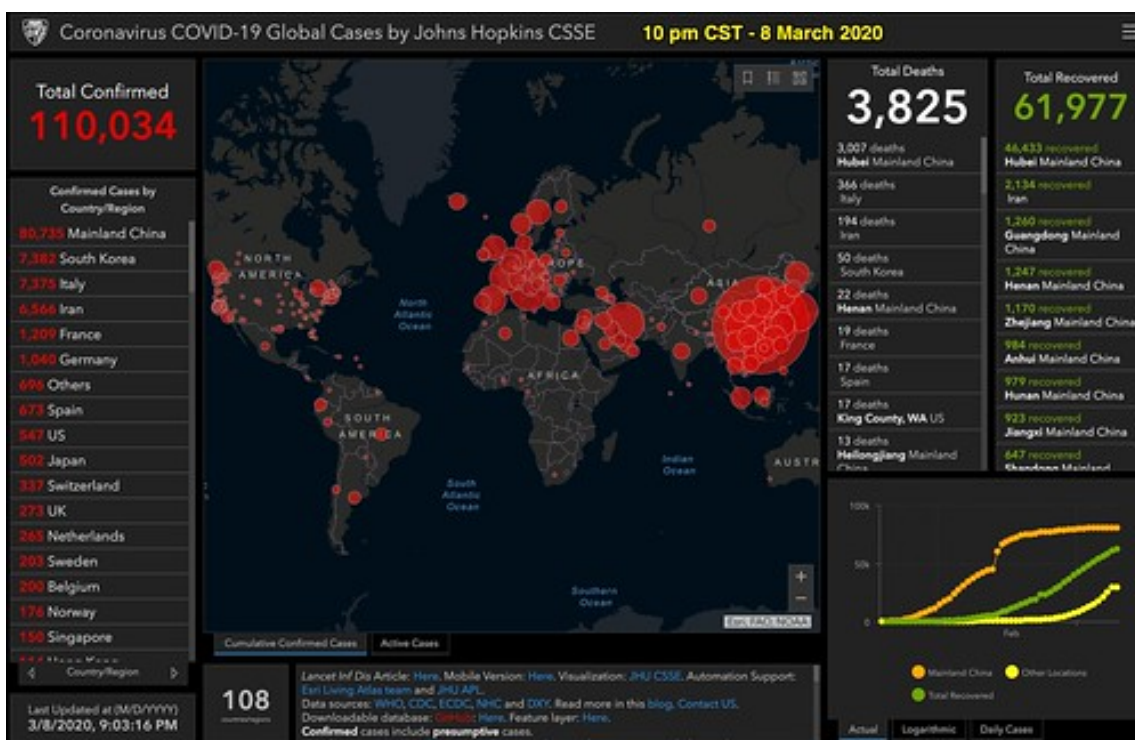 Coronavirus COVID-19 Global Cases by Johns Hopkins CSSE
10 pm CST - 8 March 2020
Total Confirmed
110,034
Confirmed Cases by
Country/Region
80,735 Mainland China
7,382 South Korea
7,375 Italy
6,566 Iran
1,209 France
1,040 Germany
696 Others
673 Spain
547 US
502 Japan
337 Switzerland
273 UK
265 Netherlands
203 Sweden
200 Belgium
176 Norway
150 Singapore
Country/Region
Last Updated at (M/D/YYYY)
3/8/2020, 9:03:16 PM
NORTH
AMERICA
North
Atlantic
Ocean
EUROPE
ASIA
AFRICA
SOUTH
AMERICA
South
Atlantic
Ocean
Indian
Ocean
AUSTR
Southern
Ocean
+
−
Esri, FAO, NOAA
Cumulative Confirmed Cases
Active Cases
108
countries/regions
Lancet Inf Dis Article: Here. Mobile Version: Here. Visualization: JHU CSSE. Automation Support:
Esri Living Atlas team and JHU APL.
Data sources: WHO, CDC, ECDC, NHC and DXY. Read more in this blog. Contact US.
Downloadable database: GitHub: Here. Feature layer: Here.
Confirmed cases include presumptive cases.
Total Deaths
3,825
3,007 deaths
Hubei Mainland China
366 deaths
Italy
194 deaths
Iran
50 deaths
South Korea
22 deaths
Henan Mainland China
19 deaths
France
17 deaths
Spain
17 deaths
King County, WA US
13 deaths
Heilongjiang Mainland
China
Total Recovered
61,977
46,433 recovered
Hubei Mainland China
2,134 recovered
Iran
1,260 recovered
Guangdong Mainland
China
1,247 recovered
Henan Mainland China
1,170 recovered
Zhejiang Mainland China
984 recovered
Anhui Mainland China
979 recovered
Hunan Mainland China
923 recovered
Jiangxi Mainland China
647 recovered
Shandong Mainland
100k
50k
0
Feb
Mainland China
Other Locations
Total Recovered
Actual
Logarithmic
Daily Cases